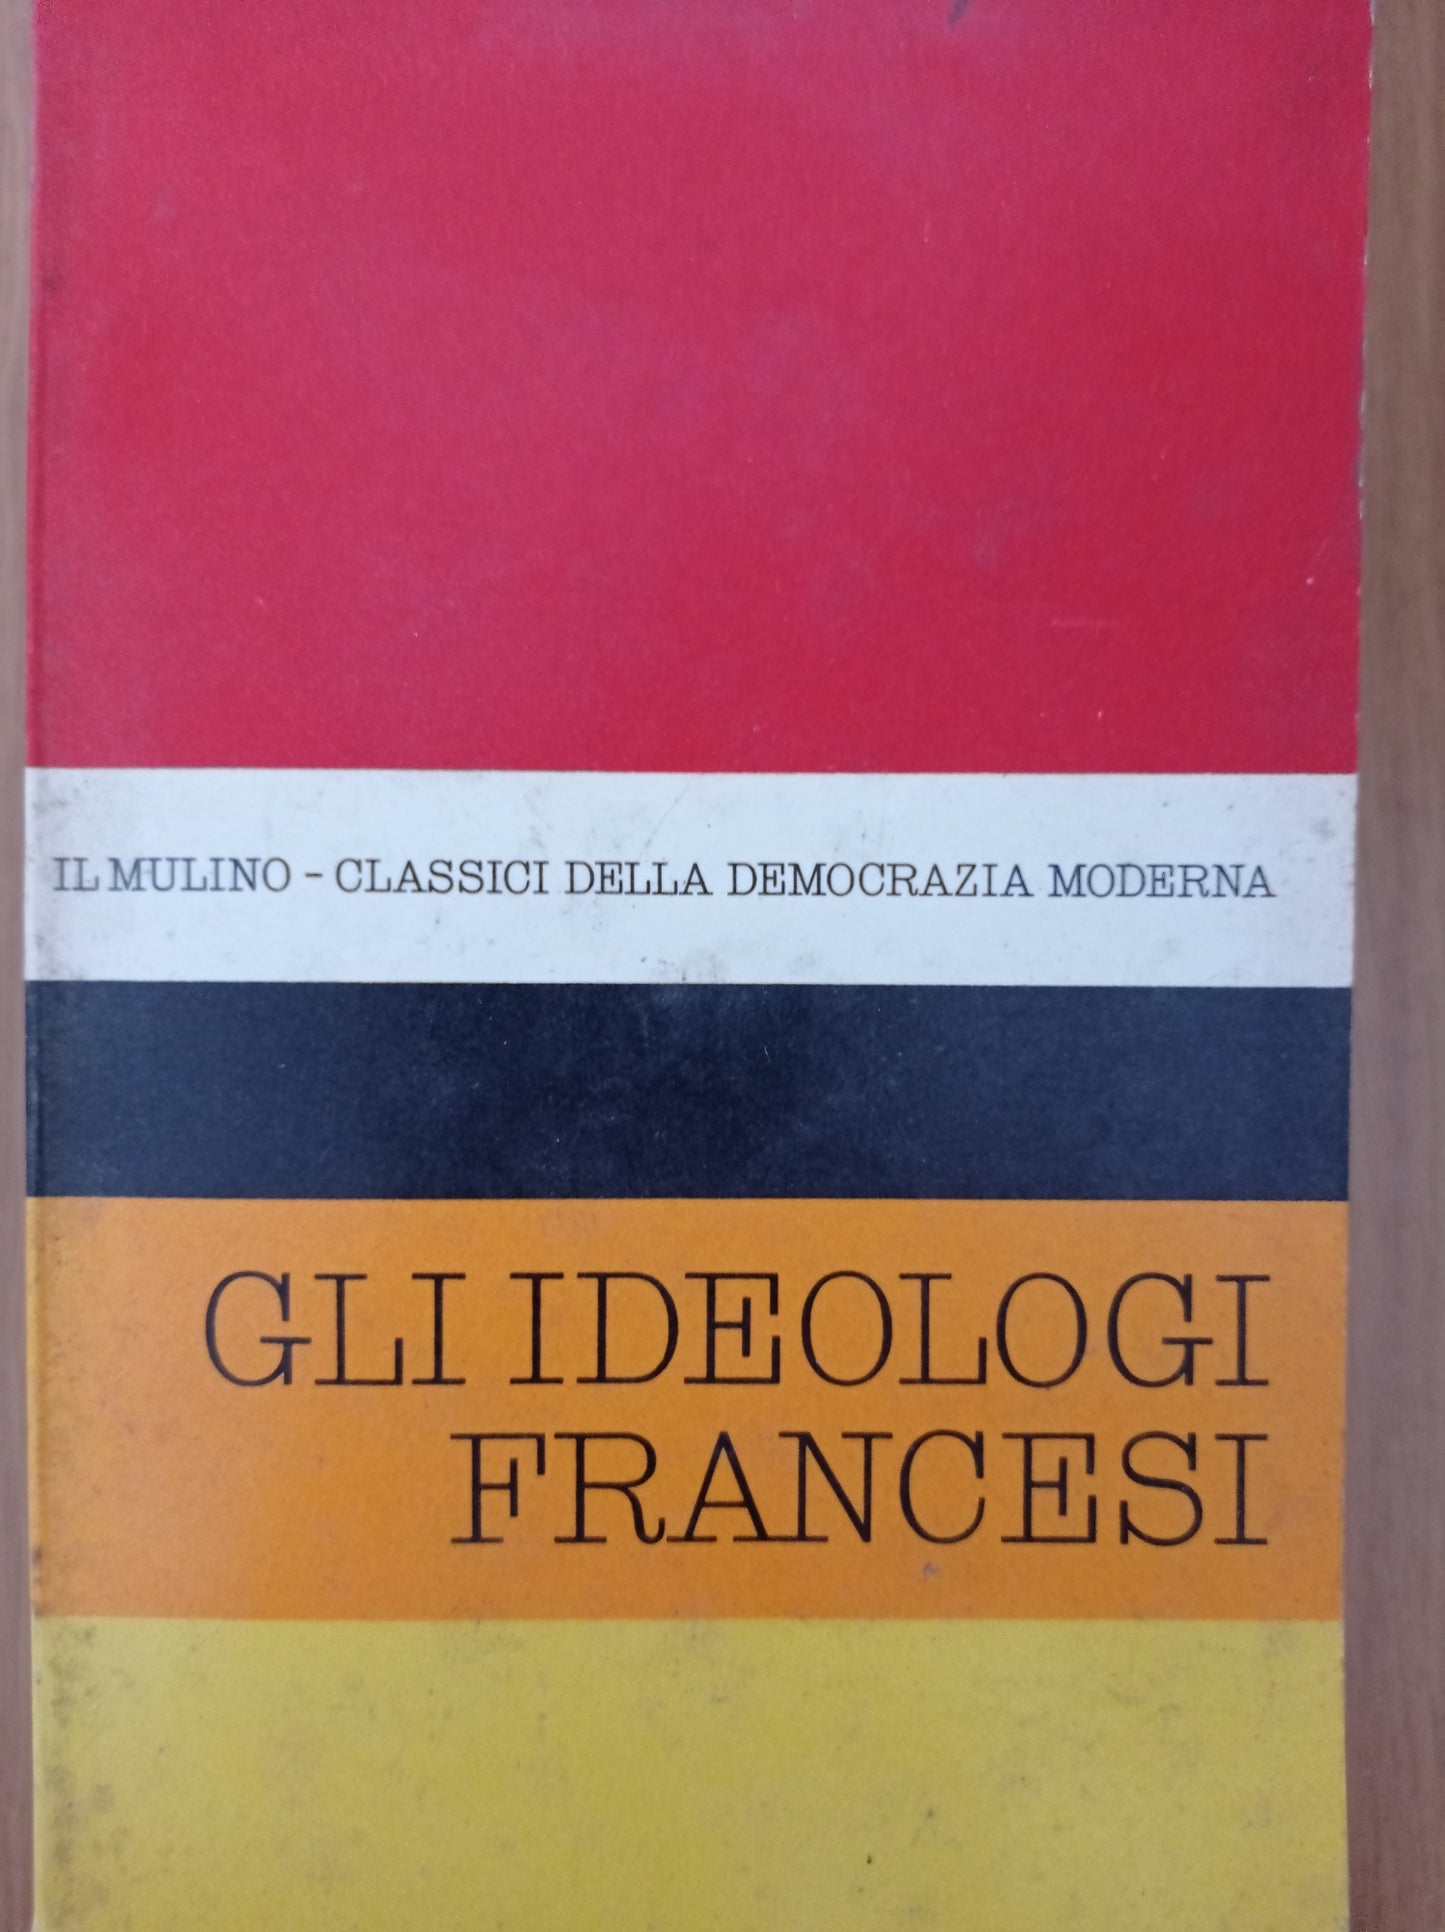 IL MULINO - CLASSICI DELLA DEMOCRAZIA MODERNA
GLI IDEOLOGI
FRANCESI